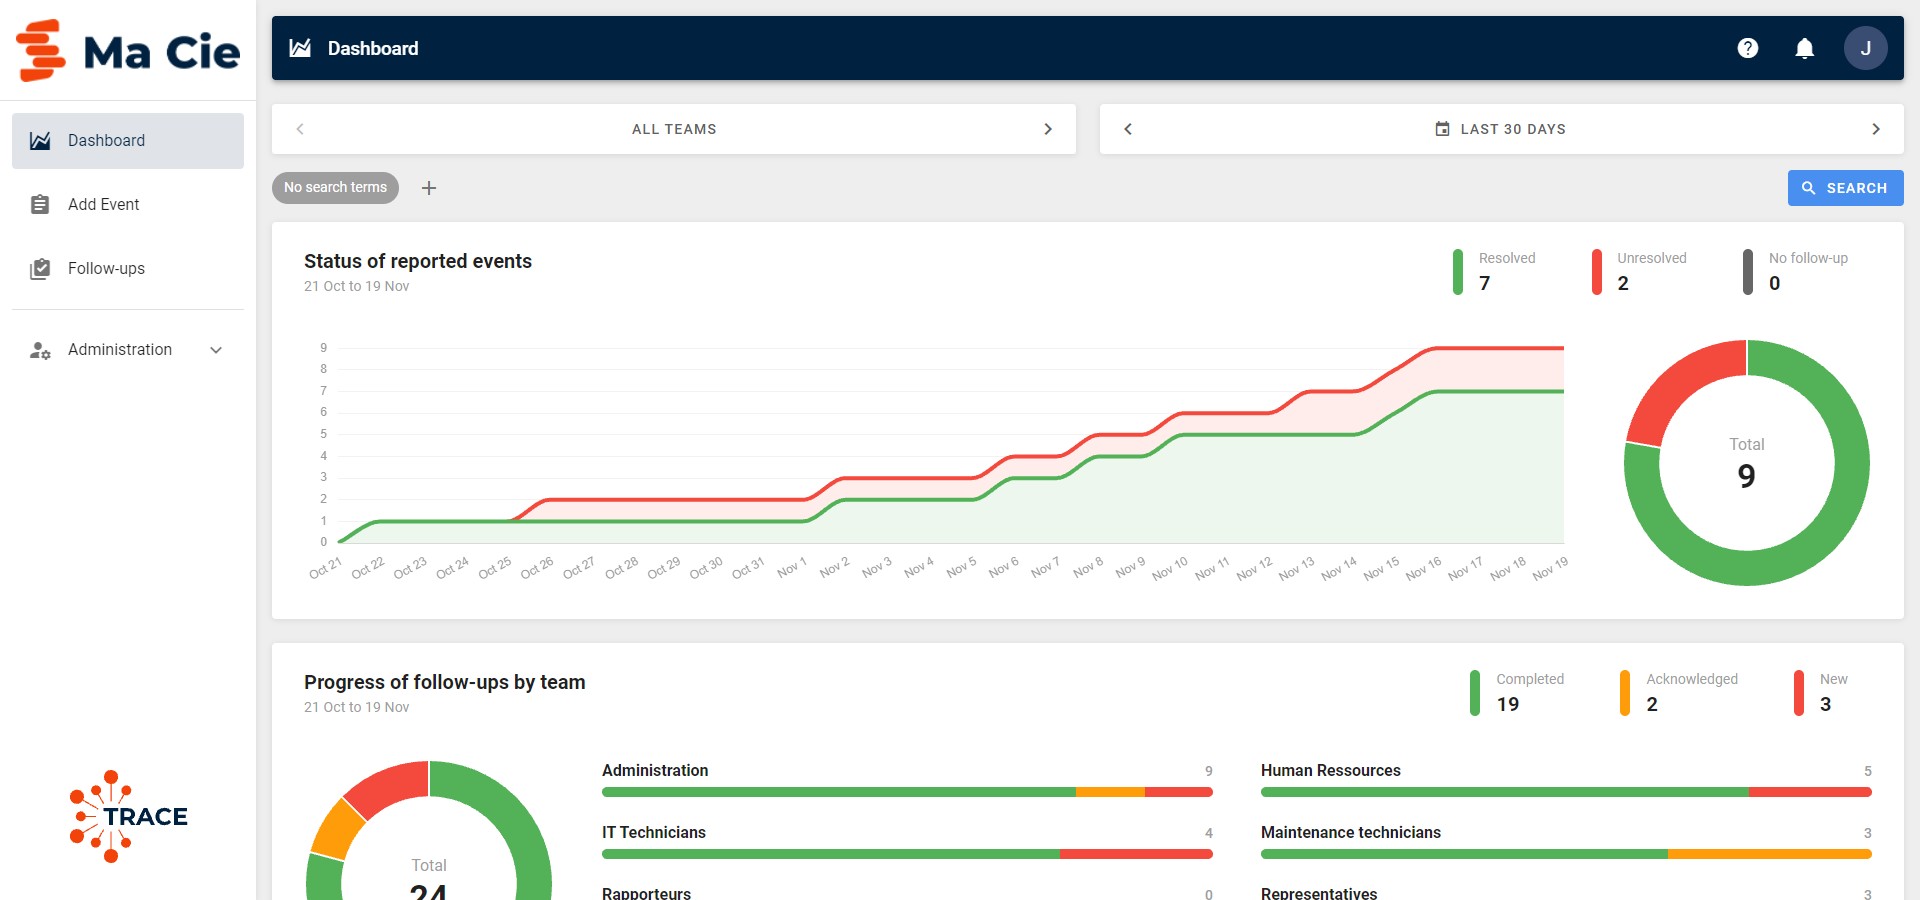 Ma Cie
Dashboard
J
Dashboard
Add Event
Follow-ups
Administration
TRACE
ALL TEAMS
LAST 30 DAYS
No search terms
SEARCH
Status of reported events
21 Oct to 19 Nov
Resolved
7
Unresolved
2
No follow-up
0
9
8
7
6
5
4
3
2
1
0
Oct 21 Oct 22 Oct 23 Oct 24 Oct 25 Oct 26 Oct 27 Oct 28 Oct 29 Oct 30 Oct 31 Nov 1 Nov 2 Nov 3 Nov 4 Nov 5 Nov 6 Nov 7 Nov 8 Nov 9 Nov 10 Nov 11 Nov 12 Nov 13 Nov 14 Nov 15 Nov 16 Nov 17 Nov 18 Nov 19
Total
9
Progress of follow-ups by team
21 Oct to 19 Nov
Completed
19
Acknowledged
2
New
3
Total
24
Administration 9
Human Ressources 5
IT Technicians 4
Maintenance technicians 3
Rapporteurs 0
Representatives 3